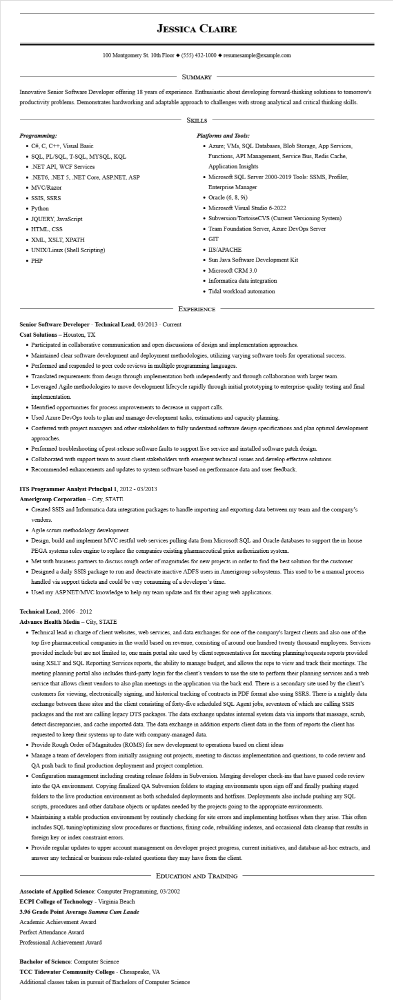 Jessica Claire
100 Montgomery St. 10th Floor ◆ (555) 432-1000 ◆ resumesample@example.com
Summary
Innovative Senior Software Developer offering 18 years of experience. Enthusiastic about developing forward-thinking solutions to tomorrow's
productivity problems. Demonstrates hardworking and adaptable approach to challenges with strong analytical and critical thinking skills.
Skills
Programming:
• C#, C, C++, Visual Basic
• SQL, PL/SQL, T-SQL, MYSQL, KQL
• .NET API, WCF Services
• .NET6, .NET 5, .NET Core, ASP.NET, ASP
• MVC/Razor
• SSIS, SSRS
• Python
• JQUERY, JavaScript
• HTML, CSS
• XML, XSLT, XPATH
• UNIX/Linux (Shell Scripting)
• PHP
Platforms and Tools:
• Azure; VMs, SQL Databases, Blob Storage, App Services,
Functions, API Management, Service Bus, Redis Cache,
Application Insights
• Microsoft SQL Server 2000-2019 Tools: SSMS, Profiler,
Enterprise Manager
• Oracle (6, 8, 9i)
• Microsoft Visual Studio 6-2022
• Subversion/TortoiseCVS (Current Versioning System)
• Team Foundation Server, Azure DevOps Server
• GIT
• IIS/APACHE
• Sun Java Software Development Kit
• Microsoft CRM 3.0
• Informatica data integration
• Tidal workload automation
Experience
Senior Software Developer - Technical Lead, 03/2013 - Current
Csat Solutions – Houston, TX
• Participated in collaborative communication and open discussions of design and implementation approaches.
• Maintained clear software development and deployment methodologies, utilizing varying software tools for operational success.
• Performed and responded to peer code reviews in multiple programming languages.
• Translated requirements from design through implementation both independently and through collaboration with larger team.
• Leveraged Agile methodologies to move development lifecycle rapidly through initial prototyping to enterprise-quality testing and final
implementation.
• Identified opportunities for process improvements to decrease in support calls.
• Used Azure DevOps tools to plan and manage development tasks, estimations and capacity planning.
• Conferred with project managers and other stakeholders to fully understand software design specifications and plan optimal development
approaches.
• Performed troubleshooting of post-release software faults to support live service and installed software patch design.
• Collaborated with support team to assist client stakeholders with emergent technical issues and develop effective solutions.
• Recommended enhancements and updates to system software based on performance data and user feedback.
ITS Programmer Analyst Principal 1, 2012 - 03/2013
Amerigroup Corporation – City, STATE
• Created SSIS and Informatica data integration packages to handle importing and exporting data between my team and the company’s
vendors.
• Agile scrum methodology development.
• Design, build and implement MVC restful web services pulling data from Microsoft SQL and Oracle databases to support the in-house
PEGA systems rules engine to replace the companies existing pharmaceutical prior authorization system.
• Met with business partners to discuss rough order of magnitudes for new projects in order to find the best solution for the customer.
• Designed a daily SSIS package to run and deactivate inactive ADFS users in Amerigroup subsystems. This used to be a manual process
handled via support tickets and could be very consuming of a developer’s time.
• Used my ASP.NET/MVC knowledge to help my team update and fix their aging web applications.
Technical Lead, 2006 - 2012
Advance Health Media – City, STATE
• Technical lead in charge of client websites, web services, and data exchanges for one of the company's largest clients and also one of the
top five pharmaceutical companies in the world based on revenue, consisting of around one hundred twenty thousand employees. Services
provided include but are not limited to; one main portal site used by client representatives for meeting planning/requests reports provided
using XSLT and SQL Reporting Services reports, the ability to manage budget, and allows the reps to view and track their meetings. The
meeting planning portal also includes third-party login for the client’s vendors to use the site to perform their planning services and a web
service that allows client vendors to also plan meetings in the application via the back end. There is a secondary site used by the client’s
customers for viewing, electronically signing, and historical tracking of contracts in PDF format also using SSRS. There is a nightly data
exchange between these sites and the client consisting of forty-five scheduled SQL Agent jobs, seventeen of which are calling SSIS
packages and the rest are calling legacy DTS packages. The data exchange updates internal system data via imports that massage, scrub,
detect discrepancies, and cache imported data. The data exchange in addition exports client data in the form of reports the client has
requested to keep their systems up to date with company-managed data.
• Provide Rough Order of Magnitudes (ROMS) for new development to operations based on client ideas
• Manage a team of developers from initially assigning out projects, meeting to discuss implementation and questions, to code review and
QA push back to final production deployment and project completion.
• Configuration management including creating release folders in Subversion. Merging developer check-ins that have passed code review
into the QA environment. Copying finalized QA Subversion folders to staging environments upon sign off and finally pushing staged
folders to the live production environment as both scheduled deployments and hotfixes. Deployments also include pushing any SQL
scripts, procedures and other database objects or updates needed by the projects going to the appropriate environments.
• Maintaining a stable production environment by routinely checking for site errors and implementing hotfixes when they arise. This often
includes SQL tuning/optimizing slow procedures or functions, fixing code, rebuilding indexes, and occasional data cleanup that results in
foreign key or index constraint errors.
• Provide regular updates to upper account management on developer project progress, current initiatives, and database ad-hoc extracts, and
answer any technical or business rule-related questions they may have from the client.
Education and Training
Associate of Applied Science: Computer Programming, 03/2002
ECPI College of Technology - Virginia Beach
3.96 Grade Point Average Summa Cum Laude
Academic Achievement Award
Perfect Attendance Award
Professional Achievement Award
Bachelor of Science: Computer Science
TCC Tidewater Community College - Chesapeake, VA
Additional classes taken in pursuit of Bachelors of Computer Science